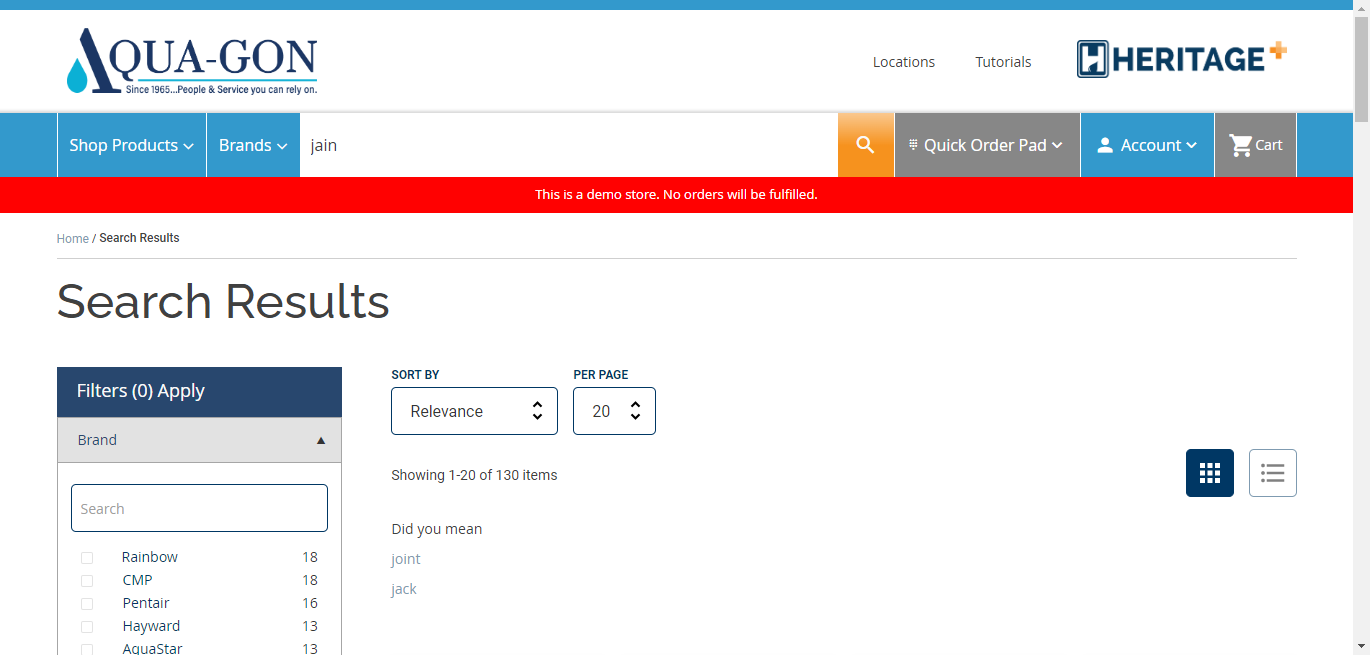 AQUA-GON
Since 1965...People & Service you can rely on.
Locations
Tutorials
HERITAGE+
Shop Products
Brands
jain
Quick Order Pad
Account
Cart
This is a demo store. No orders will be fulfilled.
Home / Search Results
Search Results
Filters (0) Apply
Brand
Search
Rainbow 18
CMP 18
Pentair 16
Hayward 13
AquaStar 13
SORT BY
Relevance
PER PAGE
20
Showing 1-20 of 130 items
Did you mean
joint
jack